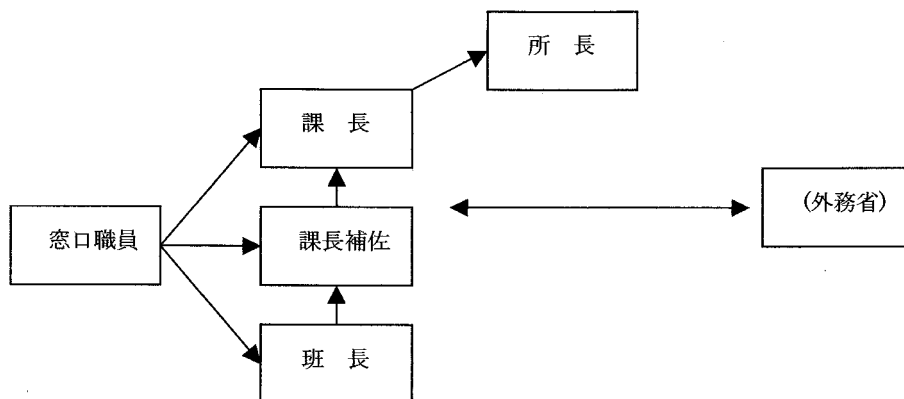 所 長
課 長
(外務省)
窓口職員
課長補佐
班 長